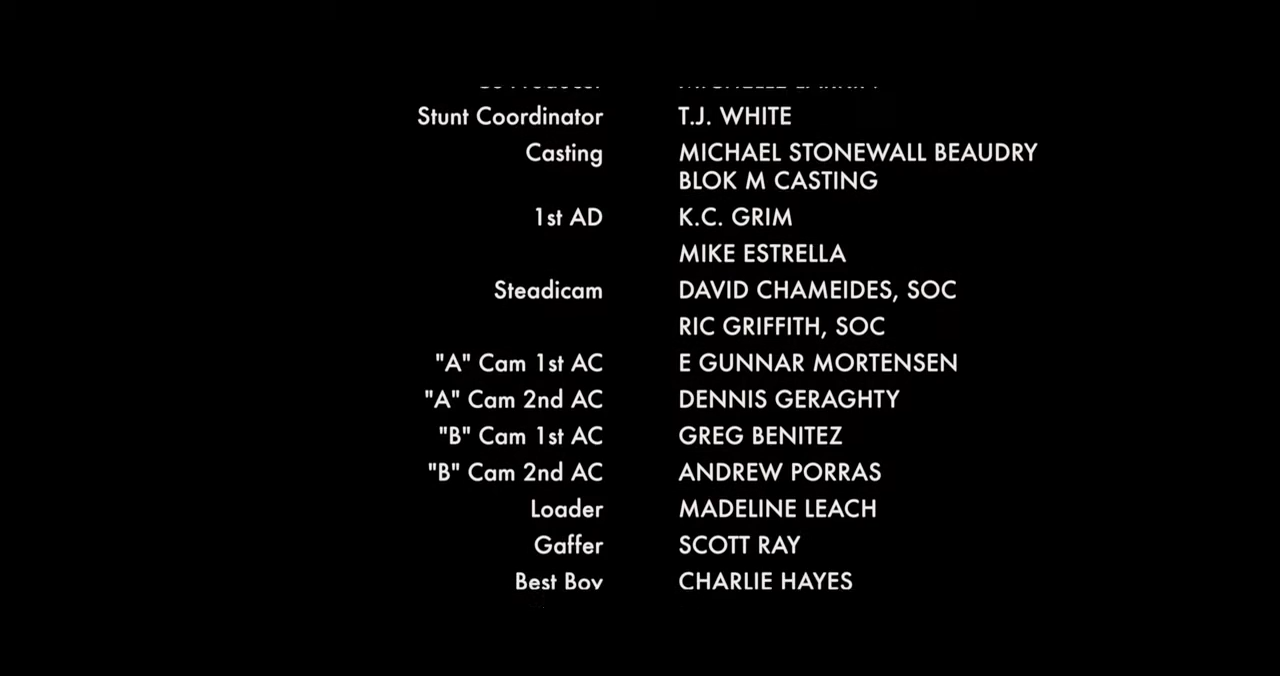 Stunt Coordinator T.J. WHITE
Casting MICHAEL STONEWALL BEAUDRY
BLOK M CASTING
1st AD K.C. GRIM
MIKE ESTRELLA
Steadicam DAVID CHAMEIDES, SOC
RIC GRIFFITH, SOC
"A" Cam 1st AC E GUNNAR MORTENSEN
"A" Cam 2nd AC DENNIS GERAGHTY
"B" Cam 1st AC GREG BENITEZ
"B" Cam 2nd AC ANDREW PORRAS
Loader MADELINE LEACH
Gaffer SCOTT RAY
Best Boy CHARLIE HAYES